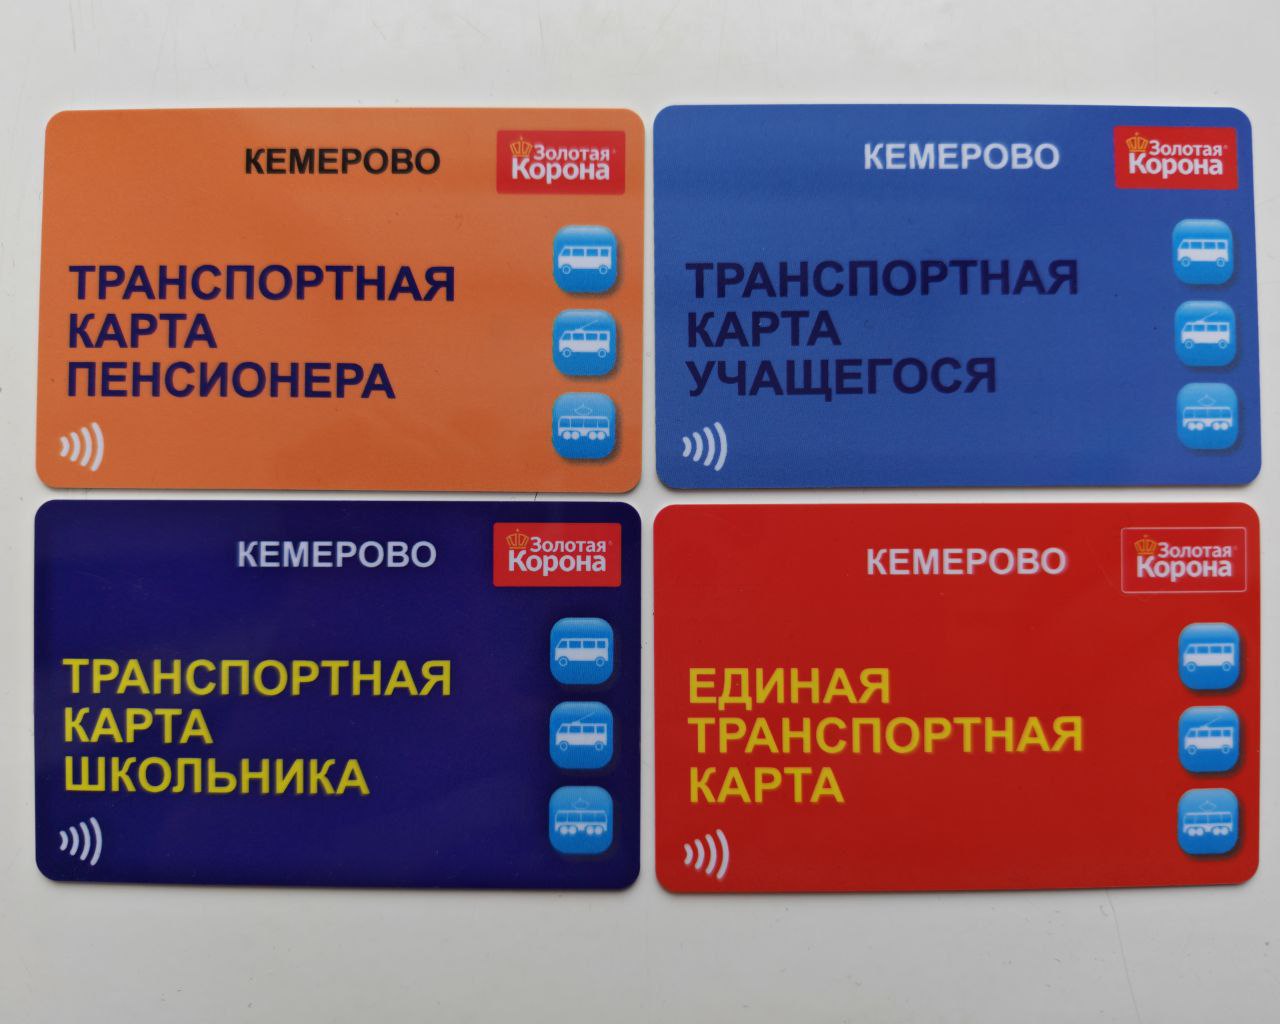 КЕМЕРОВО
Золотая
Корона
ТРАНСПОРТНАЯ
КАРТА
ПЕНСИОНЕРА
КЕМЕРОВО
Золотая
Корона
ТРАНСПОРТНАЯ
КАРТА
УЧАЩЕГОСЯ
КЕМЕРОВО
Золотая
Корона
ТРАНСПОРТНАЯ
КАРТА
ШКОЛЬНИКА
КЕМЕРОВО
Золотая
Корона
ЕДИНАЯ
ТРАНСПОРТНАЯ
КАРТА